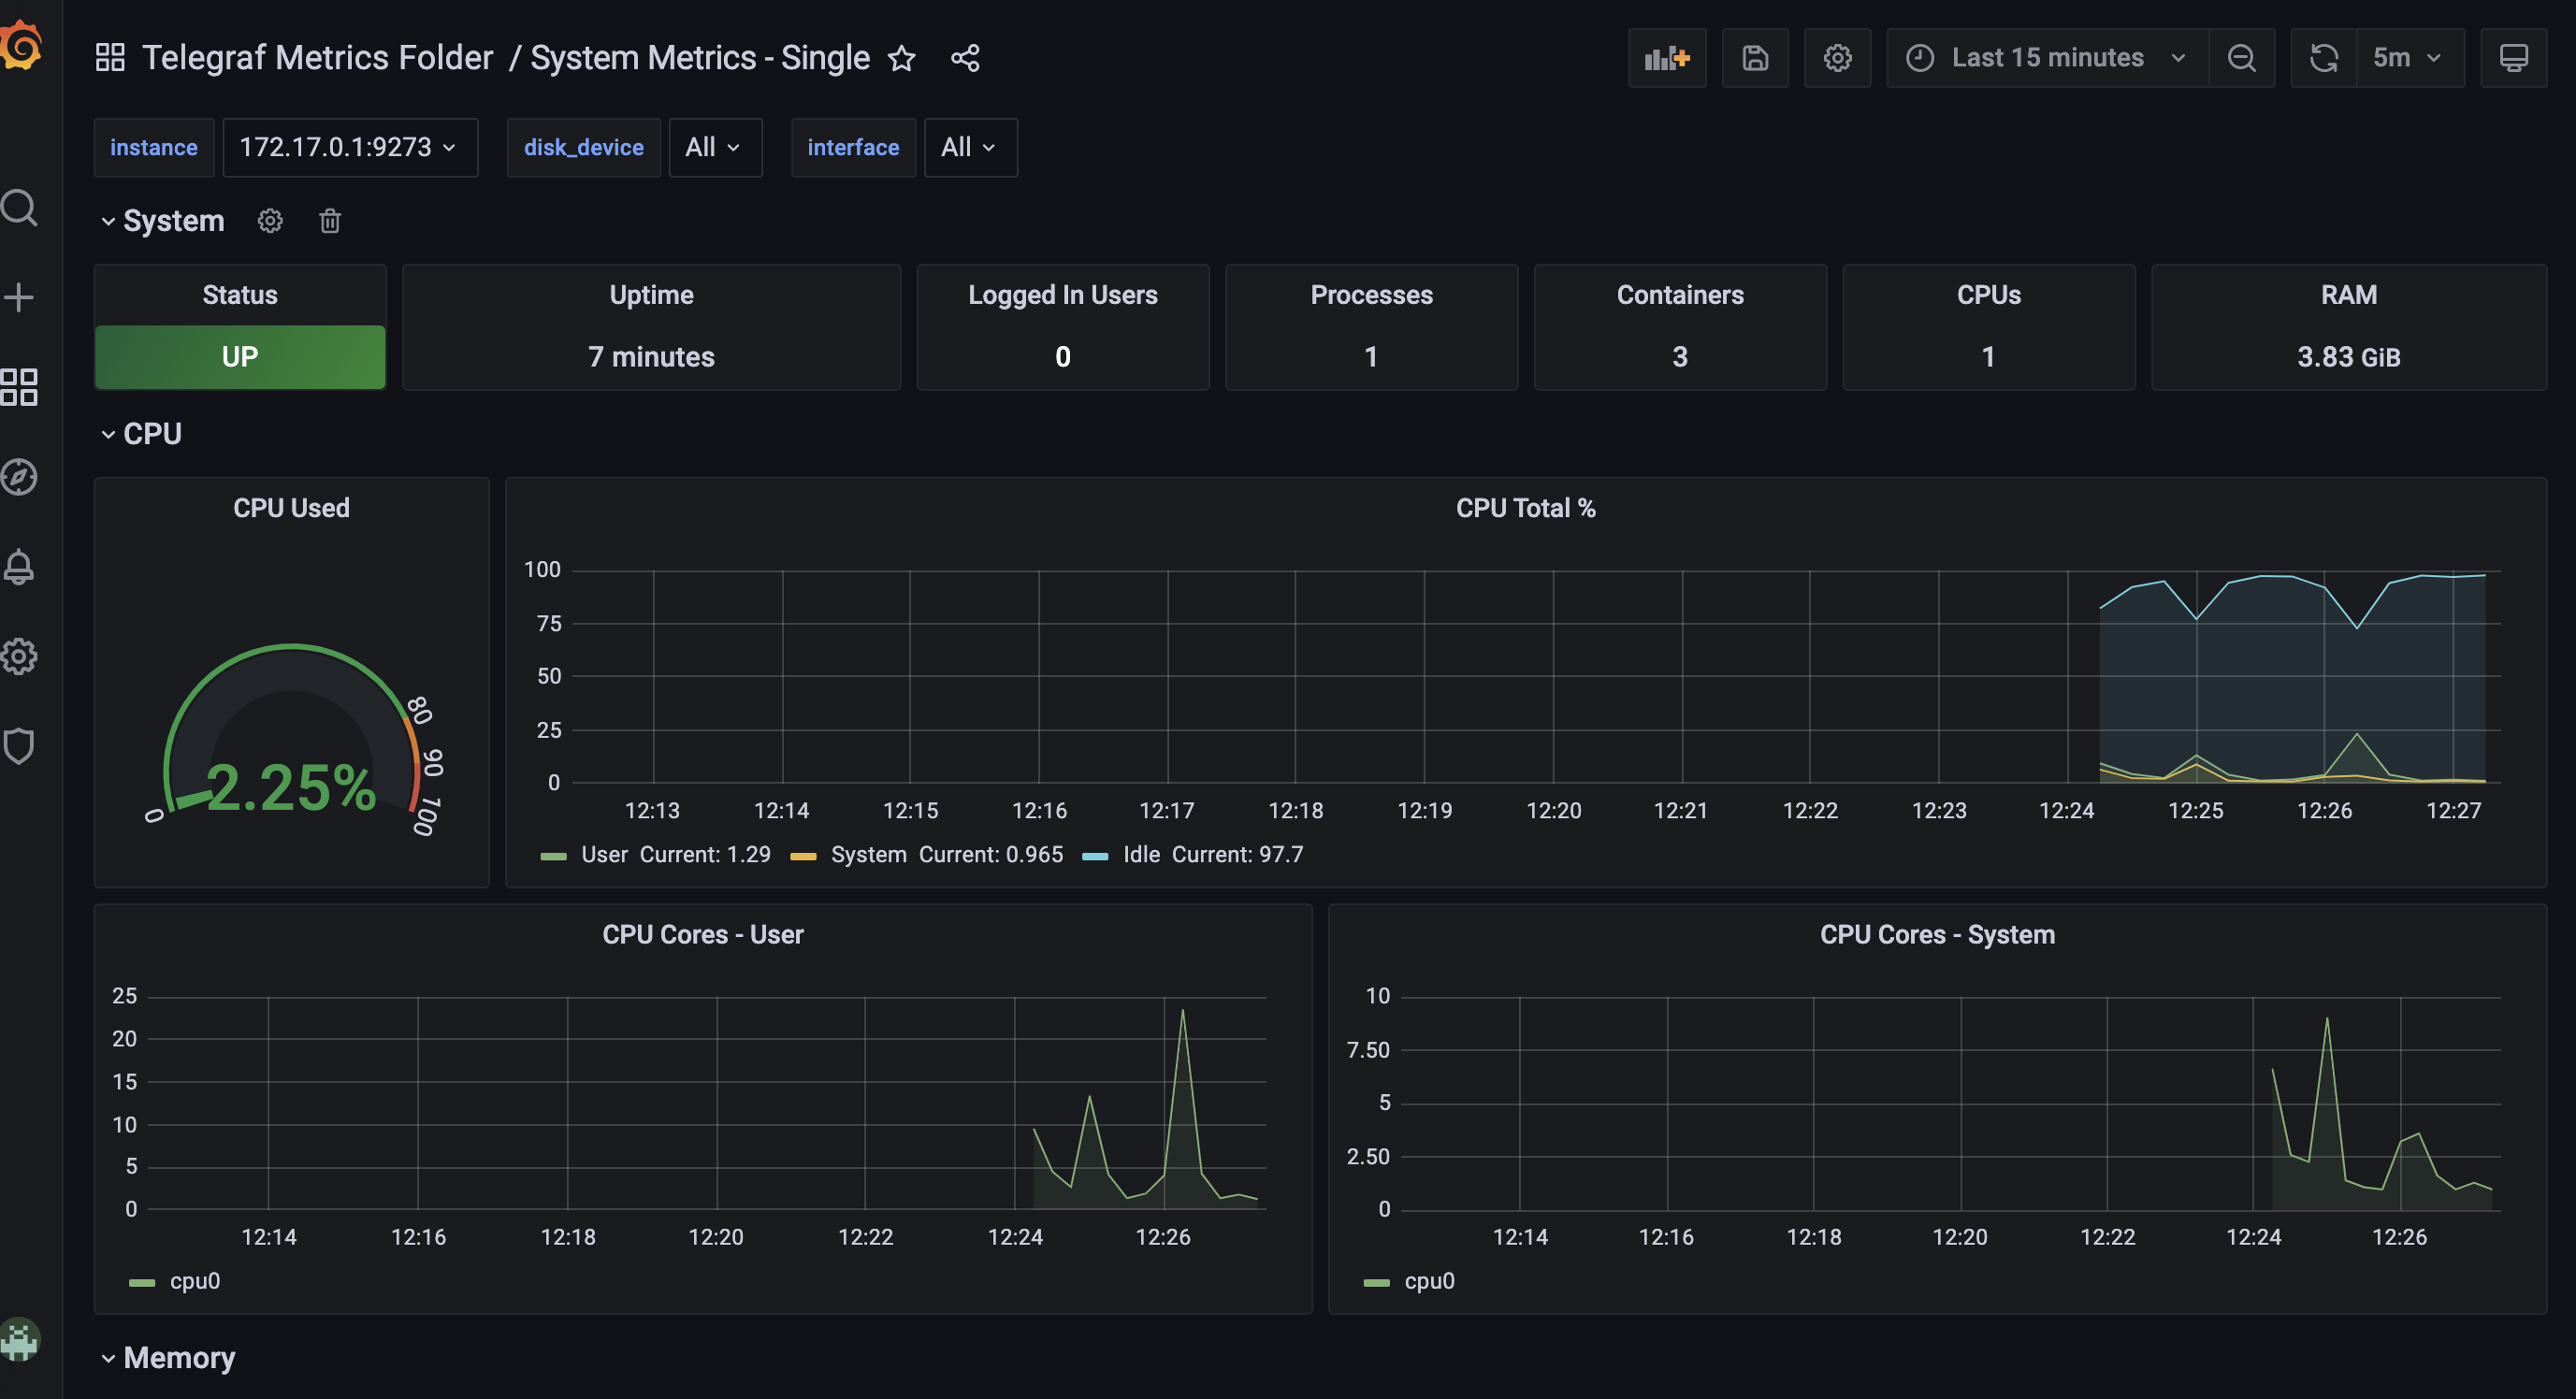 Telegraf Metrics Folder / System Metrics - Single
Last 15 minutes
5m
instance 172.17.0.1:9273 disk_device All interface All
System
Status
UP
Uptime
7 minutes
Logged In Users
0
Processes
1
Containers
3
CPUs
1
RAM
3.83 GiB
CPU
CPU Used
0
80
90
100
2.25%
CPU Total %
100
75
50
25
0
12:13 12:14 12:15 12:16 12:17 12:18 12:19 12:20 12:21 12:22 12:23 12:24 12:25 12:26 12:27
User Current: 1.29 System Current: 0.965 Idle Current: 97.7
CPU Cores - User
25
20
15
10
5
0
12:14 12:16 12:18 12:20 12:22 12:24 12:26
cpu0
CPU Cores - System
10
7.50
5
2.50
0
12:14 12:16 12:18 12:20 12:22 12:24 12:26
cpu0
Memory